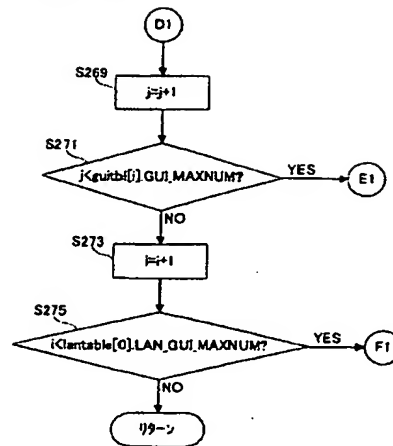 D1
S269
j=j+1
S271
j<guitbl[i].GUI_MAXNUM?
YES
E1
NO
S273
i=i+1
S275
i<lantable[0].LAN_GUI_MAXNUM?
YES
F1
NO
リターン